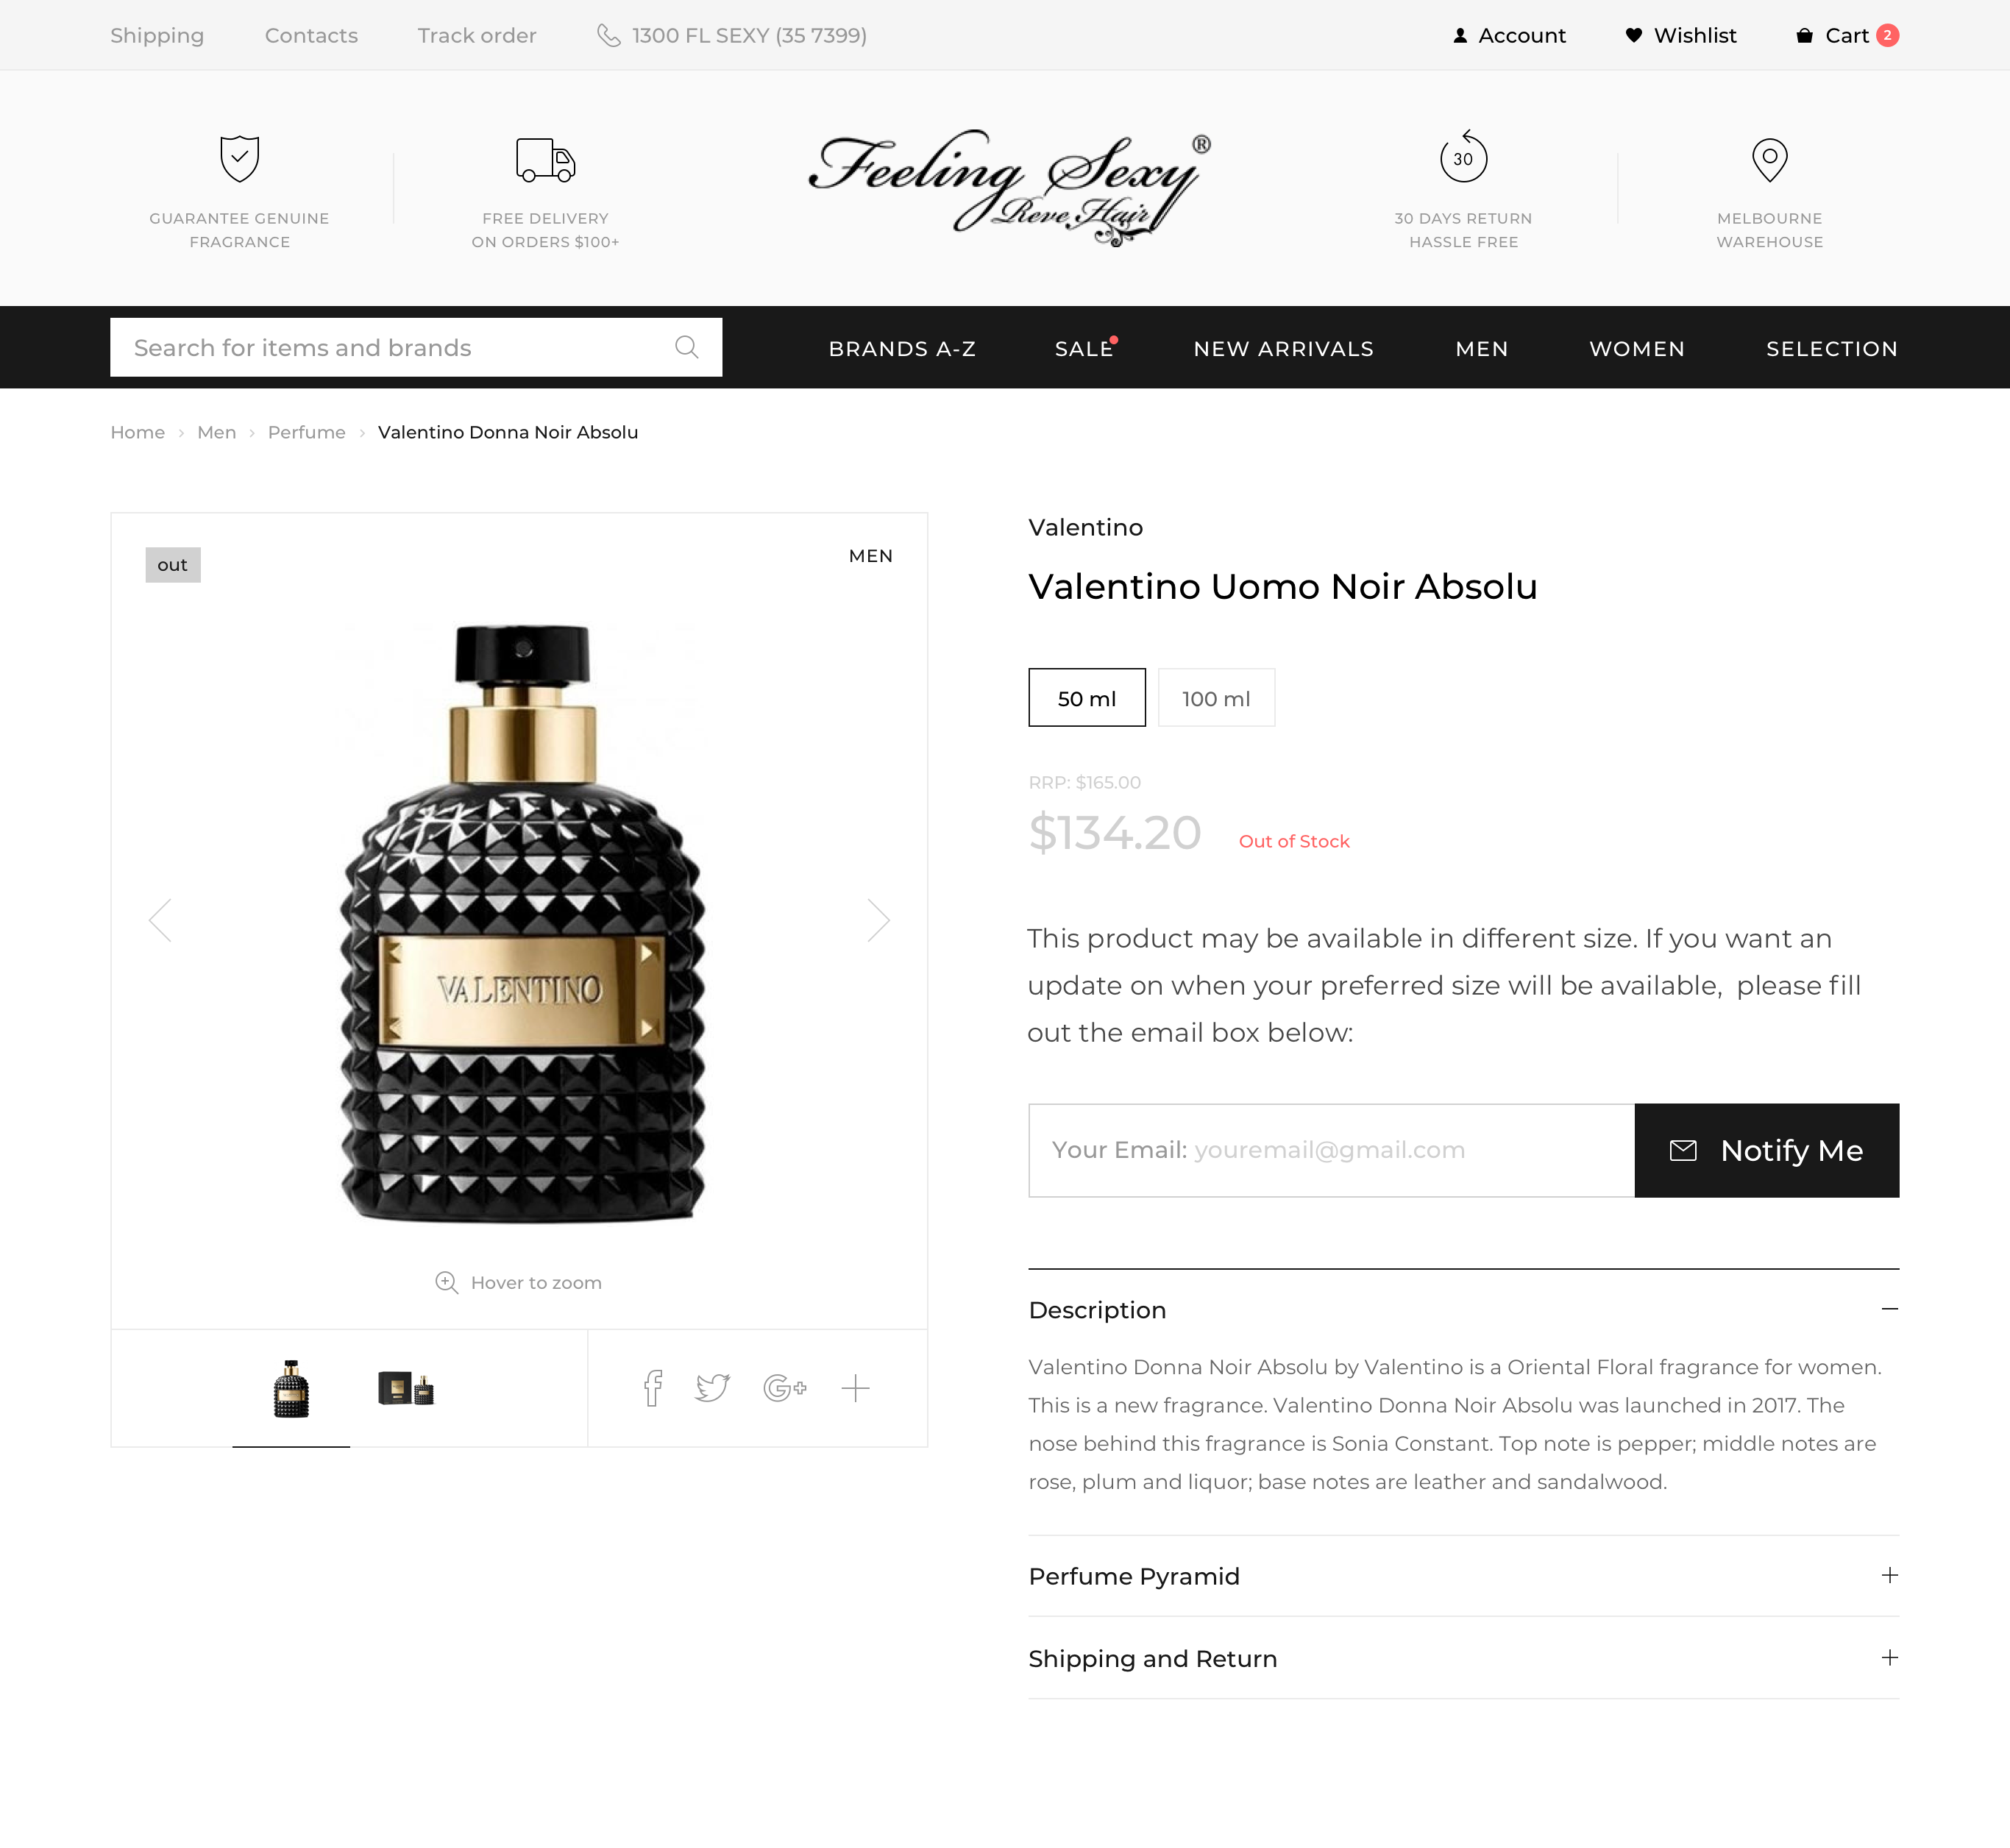 Shipping Contacts Track order 1300 FL SEXY (35 7399) Account Wishlist Cart 2
GUARANTEE GENUINE
FRAGRANCE
FREE DELIVERY
ON ORDERS $100+
Feeling Sexy ®
Reve Hair
30
30 DAYS RETURN
HASSLE FREE
MELBOURNE
WAREHOUSE
Search for items and brands BRANDS A-Z SALE NEW ARRIVALS MEN WOMEN SELECTION
Home > Men > Perfume > Valentino Donna Noir Absolu
out MEN
VALENTINO
Hover to zoom
Valentino
Valentino Uomo Noir Absolu
50 ml 100 ml
RRP: $165.00
$134.20 Out of Stock
This product may be available in different size. If you want an
update on when your preferred size will be available, please fill
out the email box below:
Your Email: youremail@gmail.com Notify Me
Description
Valentino Donna Noir Absolu by Valentino is a Oriental Floral fragrance for women.
This is a new fragrance. Valentino Donna Noir Absolu was launched in 2017. The
nose behind this fragrance is Sonia Constant. Top note is pepper; middle notes are
rose, plum and liquor; base notes are leather and sandalwood.
Perfume Pyramid
Shipping and Return